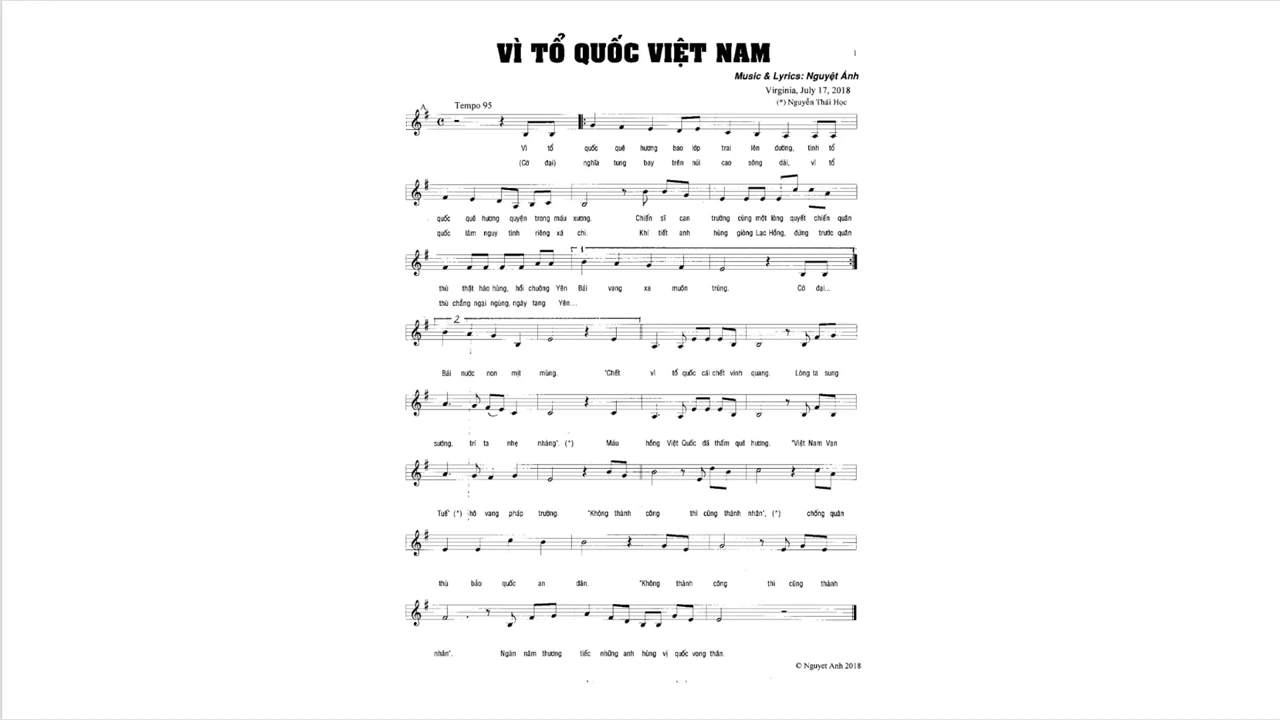 VÌ TỔ QUỐC VIỆT NAM
1
Music & Lyrics: Nguyệt Ánh
Virginia, July 17, 2018
(*) Nguyễn Thái Học
A
Tempo 95
Vì tổ quốc quê hương bao lớp trai lên đường, tình tổ
(Cờ đại) nghĩa tung bay trên núi cao sông dài, vì tổ
quốc quê hương quyện trong máu xương. Chiến sĩ can trường cùng một lòng quyết chiến quân
quốc lâm nguy tình riêng xá chi. Khí tiết anh hùng giòng Lạc Hồng, đứng trước quân
1
thù thật hào hùng, hồi chuông Yên Bái vang xa muôn trùng. Cờ đại...
thù chẳng ngại ngùng, ngày tang Yên...
2
Bái nước non mịt mùng. "Chết vì tổ quốc cái chết vinh quang. Lòng ta sung
sướng, trí ta nhẹ nhàng". (*) Máu hồng Việt Quốc đã thấm quê hương. "Việt Nam Vạn
Tuế" (*) hô vang pháp trường. "Không thành công thì cũng thành nhân", (*) chống quân
thù bảo quốc an dân. "Không thành công thì cũng thành
nhân". Ngàn năm thương tiếc những anh hùng vị quốc vong thân.
© Nguyet Anh 2018